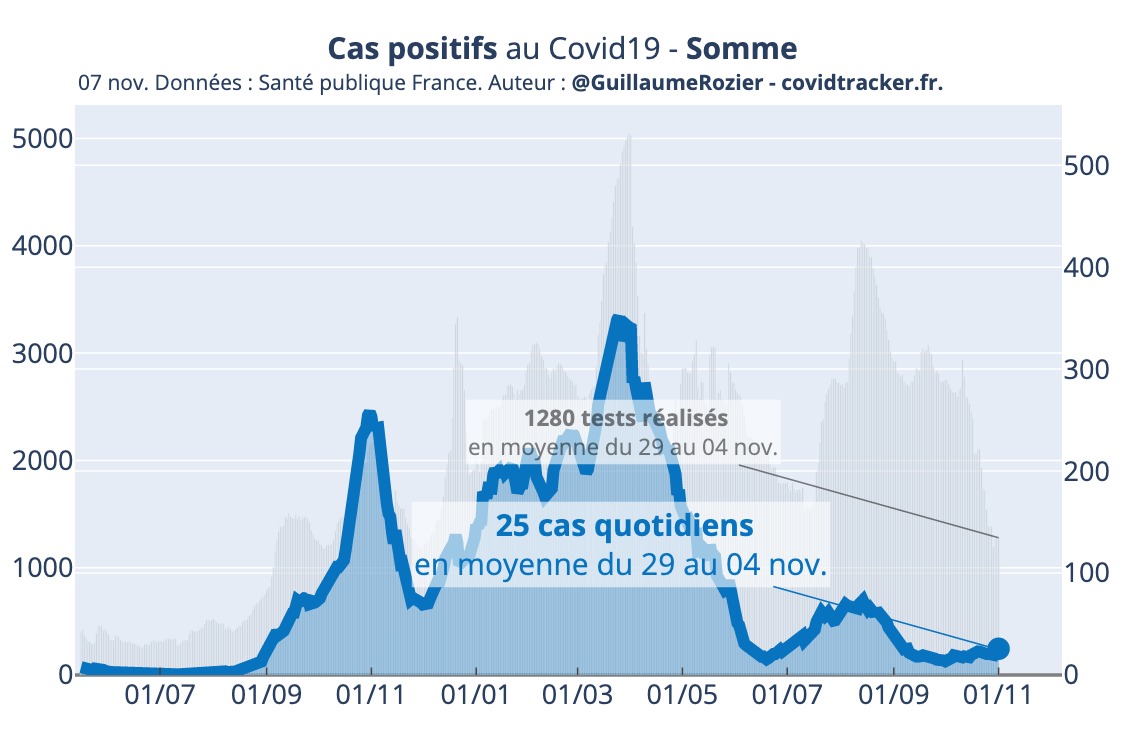 Cas positifs au Covid19 - Somme
07 nov. Données : Santé publique France. Auteur : @GuillaumeRozier - covidtracker.fr.
5000
4000
3000
2000
1000
0
500
400
300
200
100
0
1280 tests réalisés
en moyenne du 29 au 04 nov.
25 cas quotidiens
en moyenne du 29 au 04 nov.
01/07 01/09 01/11 01/01 01/03 01/05 01/07 01/09 01/11